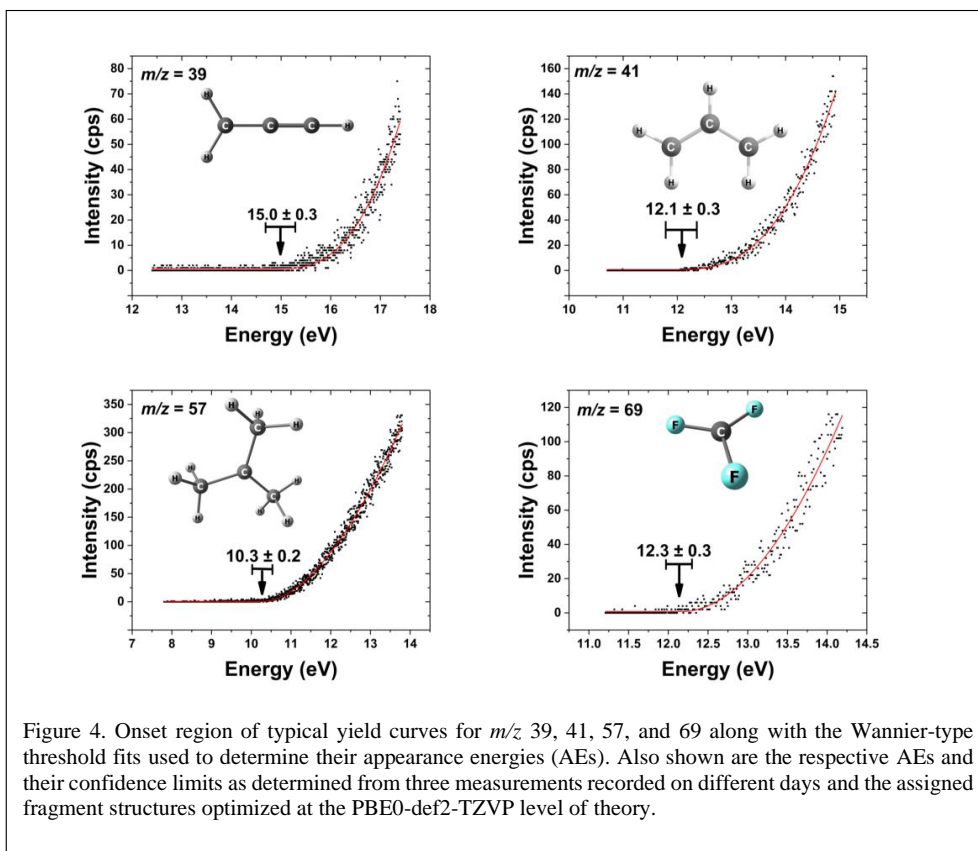 m/z = 39
H
C
C
C
H
H
15.0 ± 0.3
Intensity (cps)
80
70
60
50
40
30
20
10
0
12 13 14 15 16 17 18
Energy (eV)
m/z = 41
H
H
C
H
C
C
H
H
12.1 ± 0.3
Intensity (cps)
160
140
120
100
80
60
40
20
0
10 11 12 13 14 15
Energy (eV)
m/z = 57
H
H
H
C
H
C
H
C
C
H
H
H
H
10.3 ± 0.2
Intensity (cps)
350
300
250
200
150
100
50
0
7 8 9 10 11 12 13 14
Energy (eV)
m/z = 69
F
F
C
F
12.3 ± 0.3
Intensity (cps)
120
100
80
60
40
20
0
11.0 11.5 12.0 12.5 13.0 13.5 14.0 14.5
Energy (eV)
Figure 4. Onset region of typical yield curves for m/z 39, 41, 57, and 69 along with the Wannier-type
threshold fits used to determine their appearance energies (AEs). Also shown are the respective AEs and
their confidence limits as determined from three measurements recorded on different days and the assigned
fragment structures optimized at the PBE0-def2-TZVP level of theory.